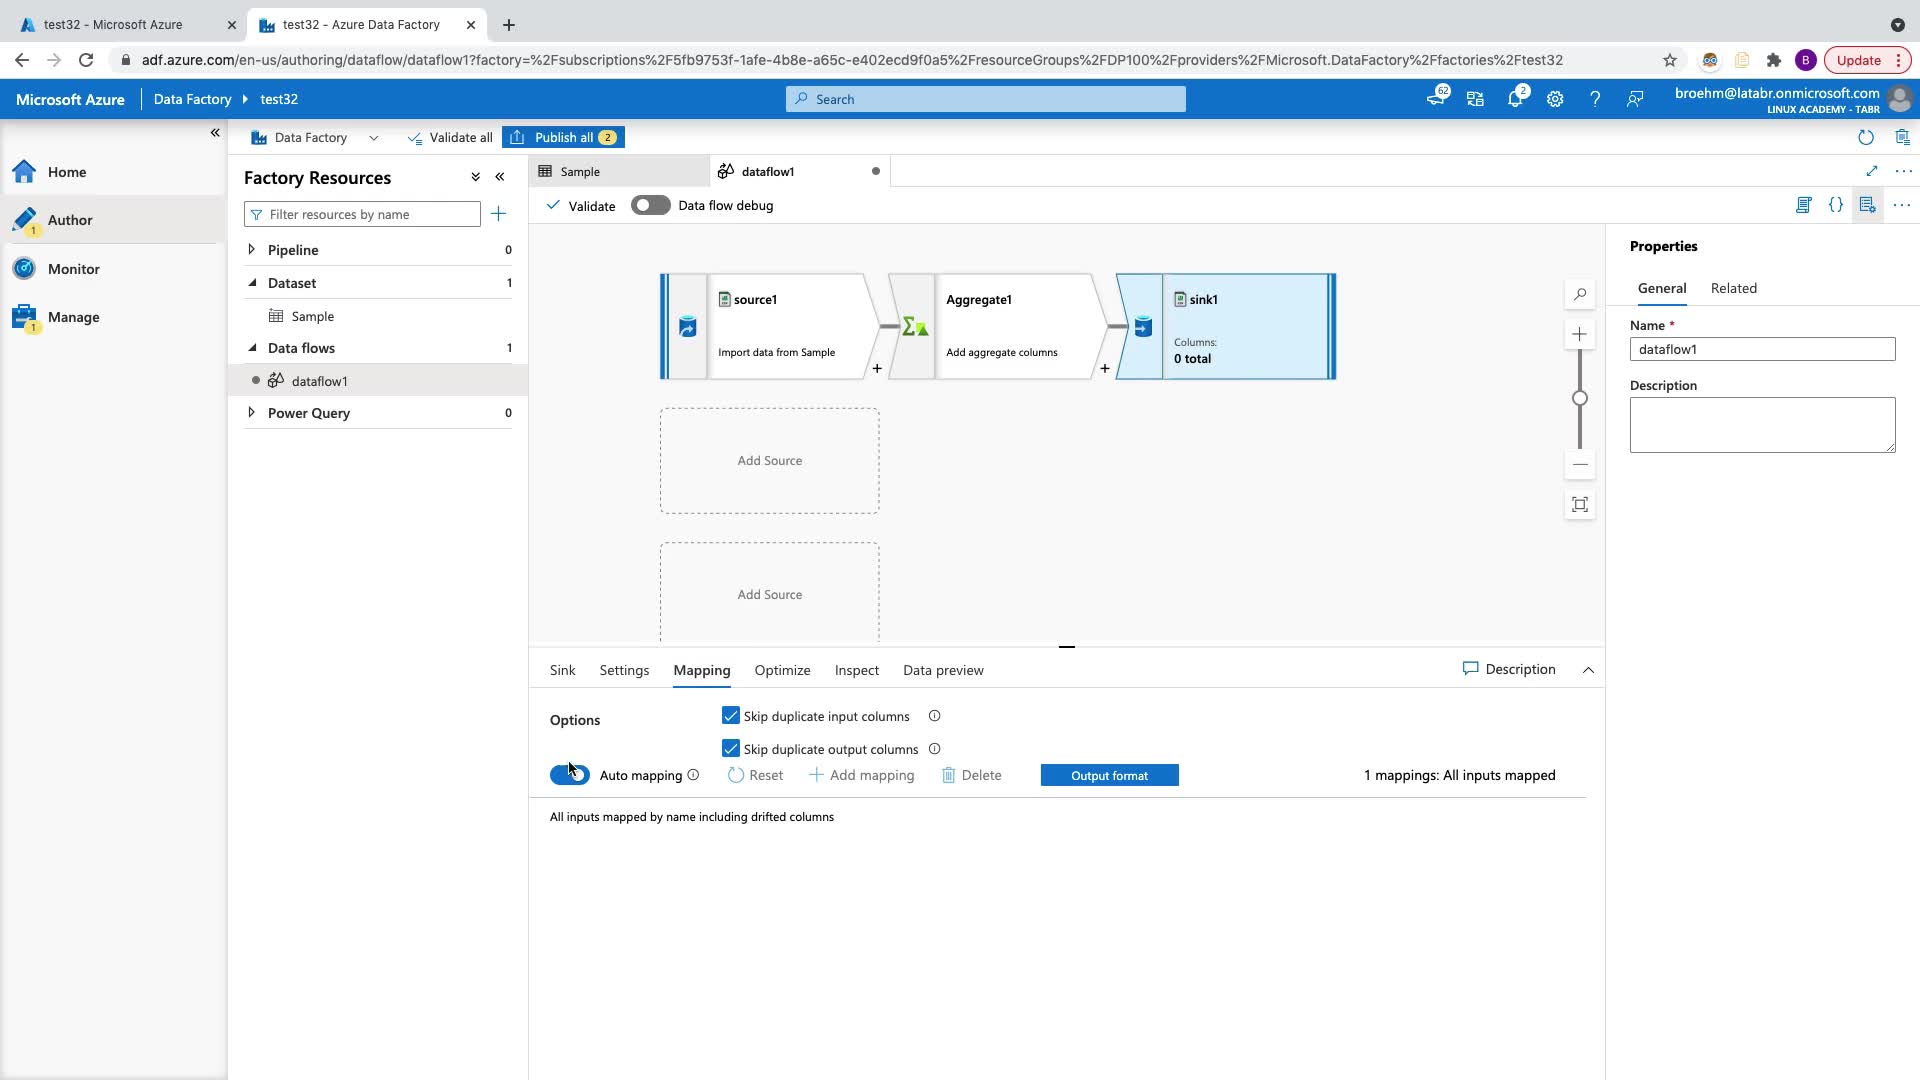 test32 - Microsoft Azure
test32 - Azure Data Factory
adf.azure.com/en-us/authoring/dataflow/dataflow1?factory=%2Fsubscriptions%2F5fb9753f-1afe-4b8e-a65c-e402ecd9f0a5%2FresourceGroups%2FDP100%2Fproviders%2FMicrosoft.DataFactory%2Ffactories%2Ftest32
B
Update
Microsoft Azure
Data Factory
test32
Search
62
2
broehm@latabr.onmicrosoft.com
LINUX ACADEMY - TABR
Home
Author
1
Monitor
Manage
1
Data Factory
Validate all
Publish all 2
Factory Resources
Filter resources by name
Pipeline 0
Dataset 1
Sample
Data flows 1
dataflow1
Power Query 0
Sample
dataflow1
Validate
Data flow debug
source1
Import data from Sample
Aggregate1
Add aggregate columns
sink1
Columns:
0 total
Add Source
Add Source
Properties
General
Related
Name *
dataflow1
Description
Sink
Settings
Mapping
Optimize
Inspect
Data preview
Description
Options
Skip duplicate input columns
Skip duplicate output columns
Auto mapping
Reset
Add mapping
Delete
Output format
1 mappings: All inputs mapped
All inputs mapped by name including drifted columns